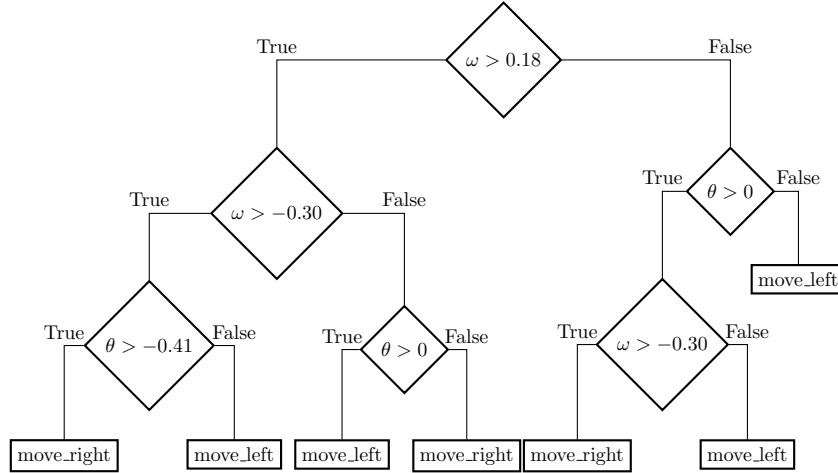 True
ω > 0.18
False
True
ω > −0.30
False
True
θ > 0
False
move_left
True
θ > −0.41
False
True
θ > 0
False
True
ω > −0.30
False
move_right
move_left
move_left
move_right
move_right
move_left